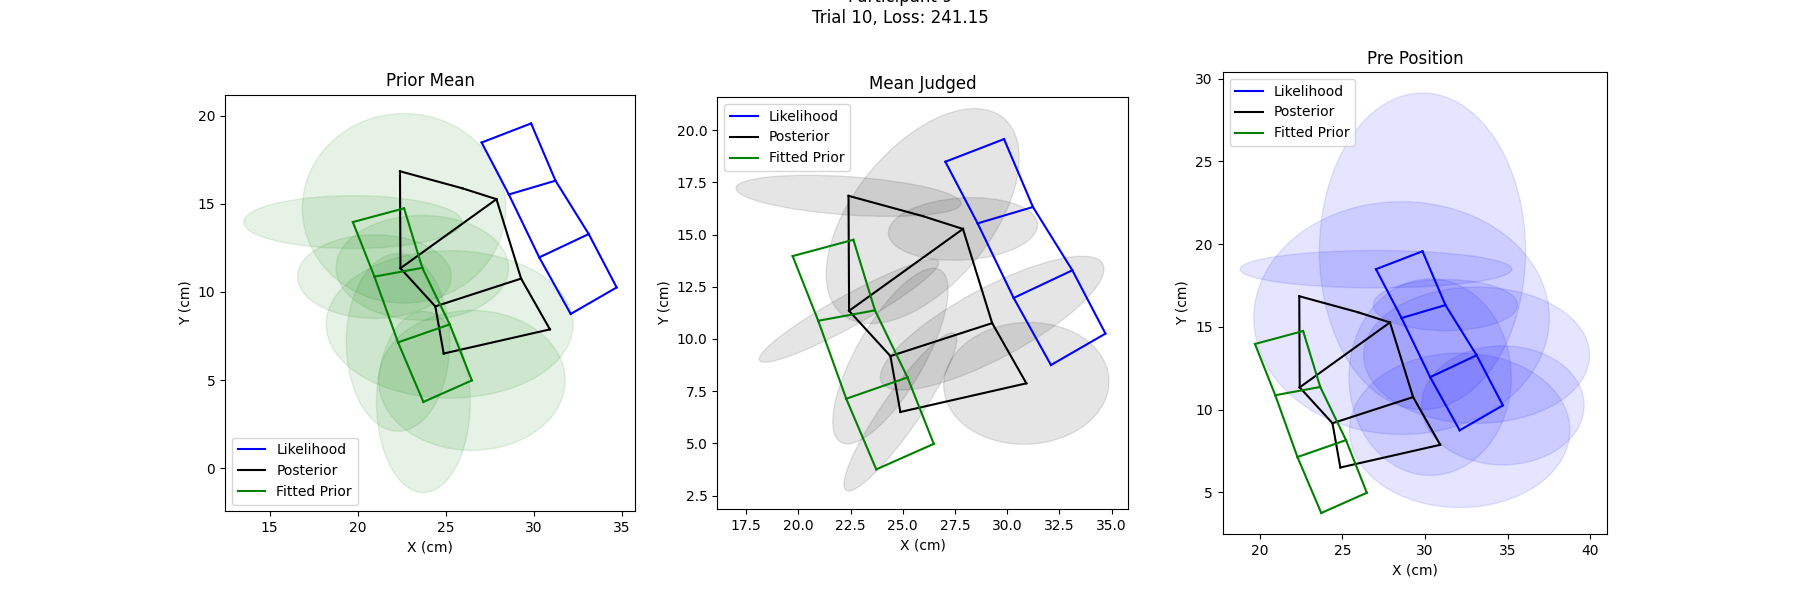 Trial 10, Loss: 241.15
Prior Mean
20
15
10
5
0
Y (cm)
Likelihood
Posterior
Fitted Prior
15
20
25
30
35
X (cm)
Mean Judged
Likelihood
Posterior
Fitted Prior
20.0
17.5
15.0
12.5
10.0
7.5
5.0
2.5
Y (cm)
17.5
20.0
22.5
25.0
27.5
30.0
32.5
35.0
X (cm)
Pre Position
Likelihood
Posterior
Fitted Prior
30
25
20
15
10
5
Y (cm)
20
25
30
35
40
X (cm)